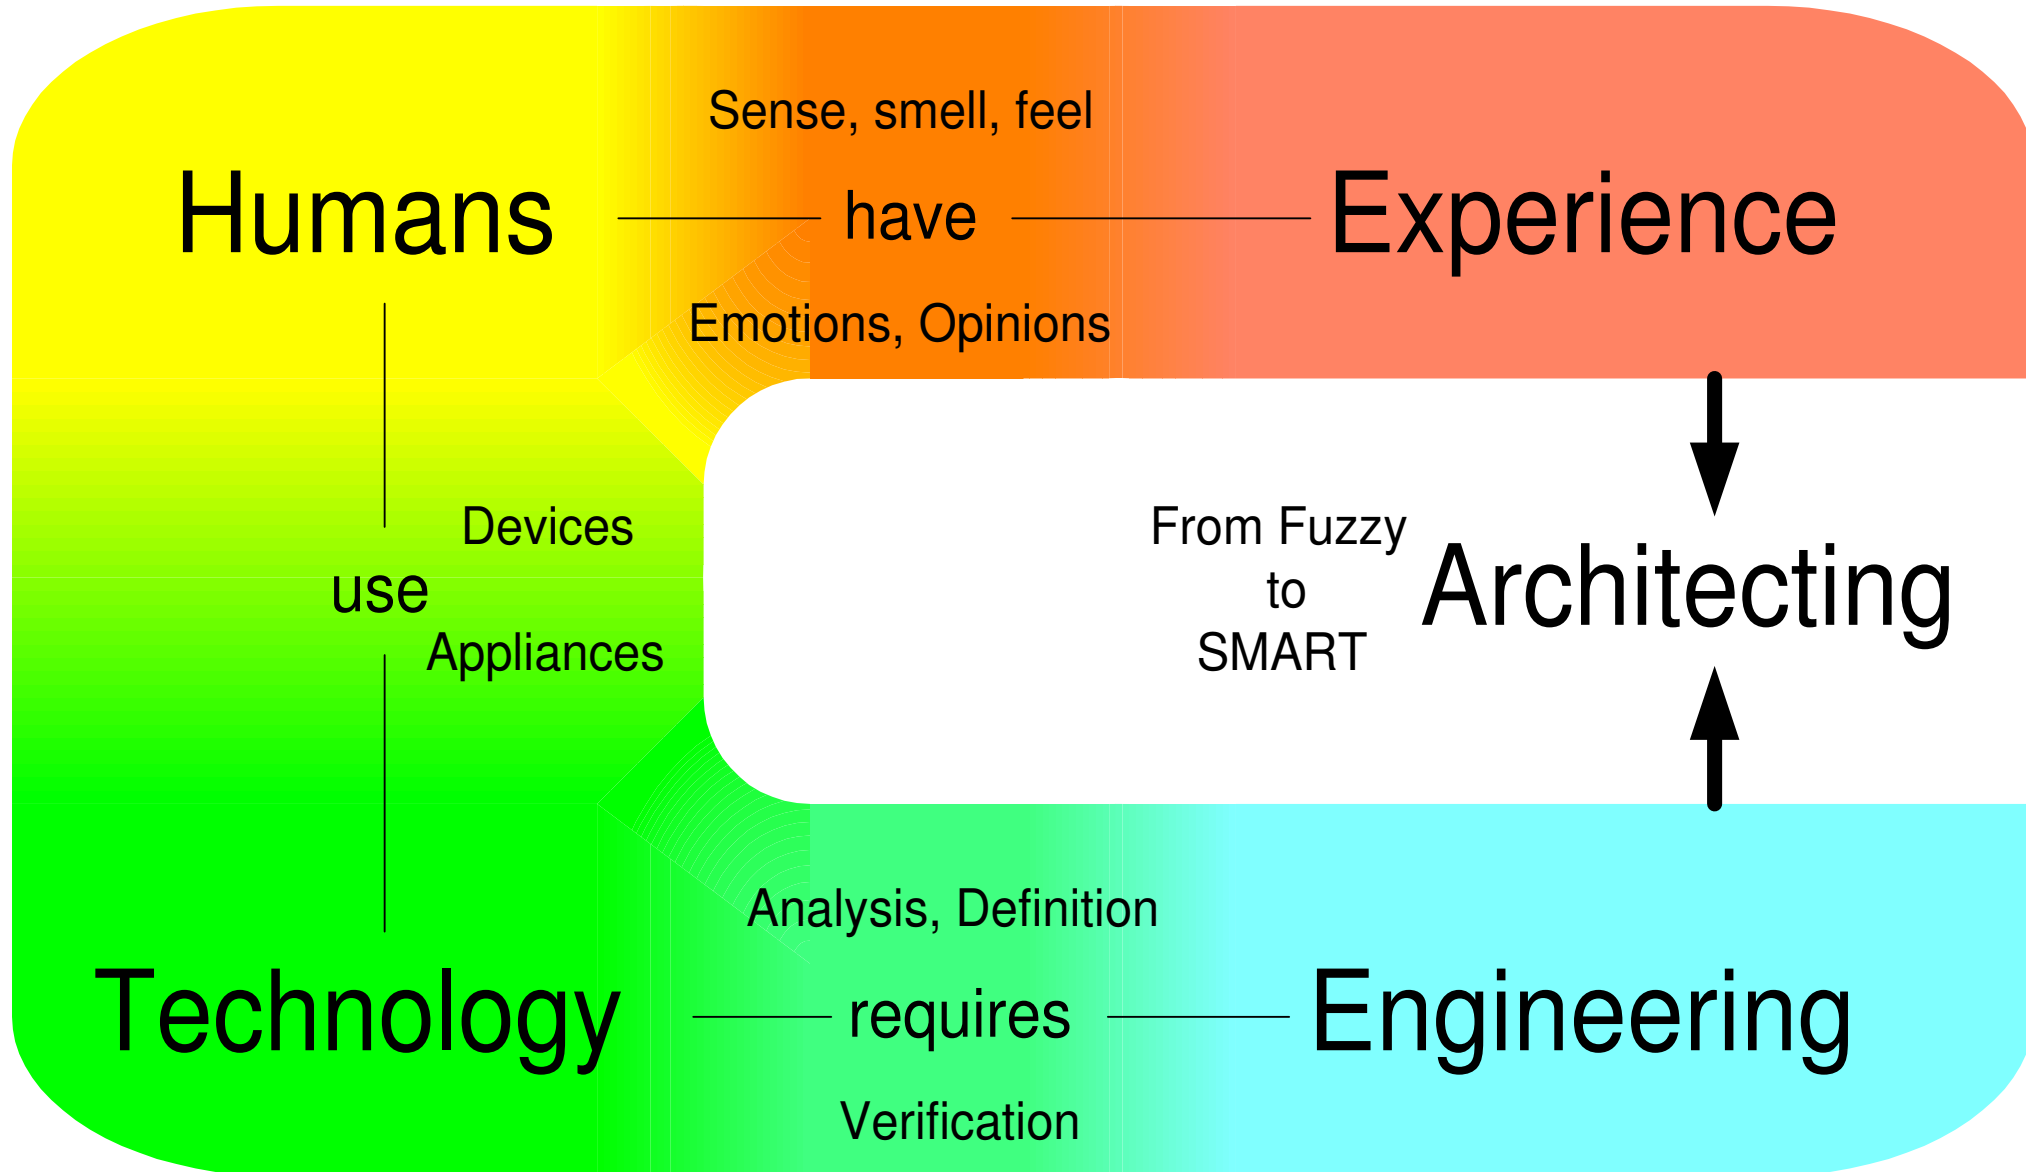 Sense, smell, feel
Humans have Experience
Emotions, Opinions
Devices
use
Appliances
From Fuzzy
to
SMART
Architecting
Analysis, Definition
Technology requires Engineering
Verification